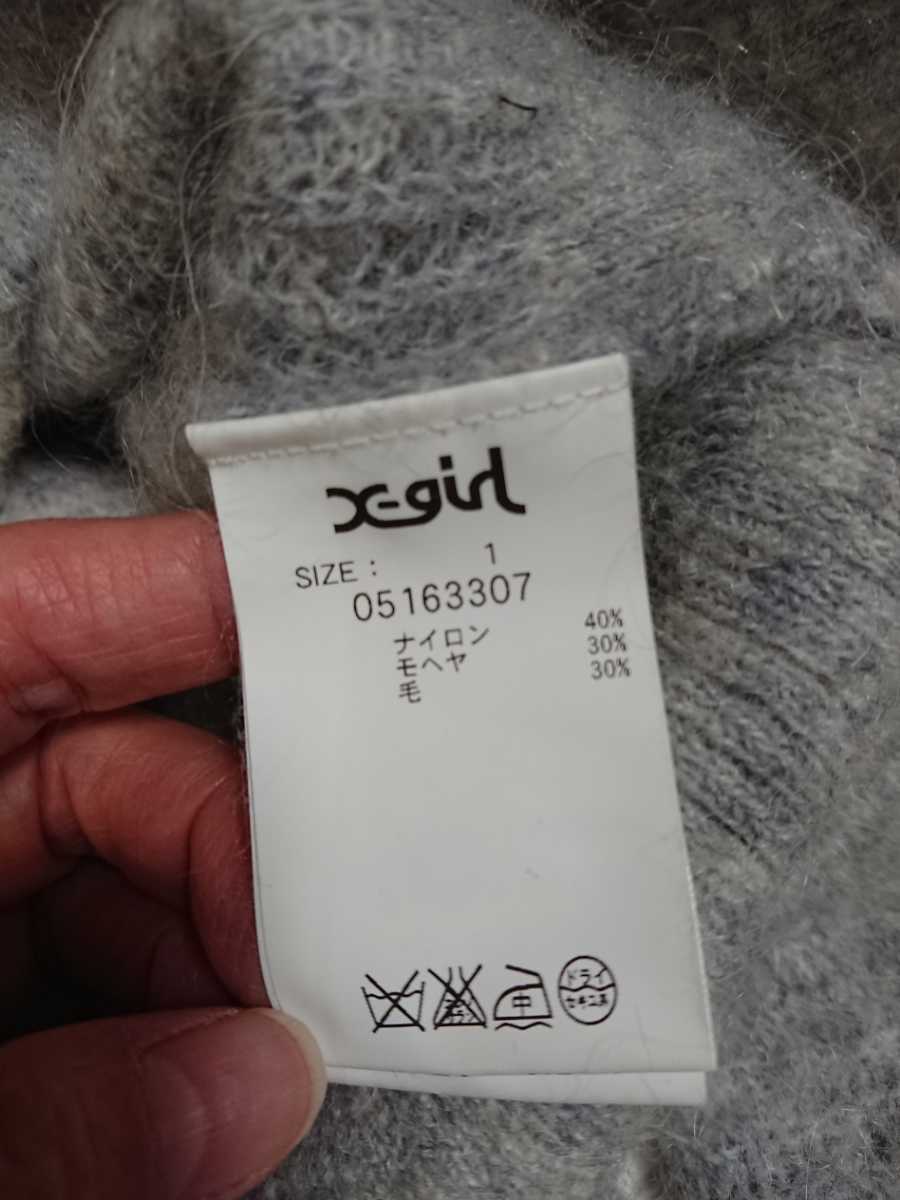 X-girl
SIZE : 1
05163307
ナイロン 40%
モヘヤ 30%
毛 30%
中
ドライ
セキユ系